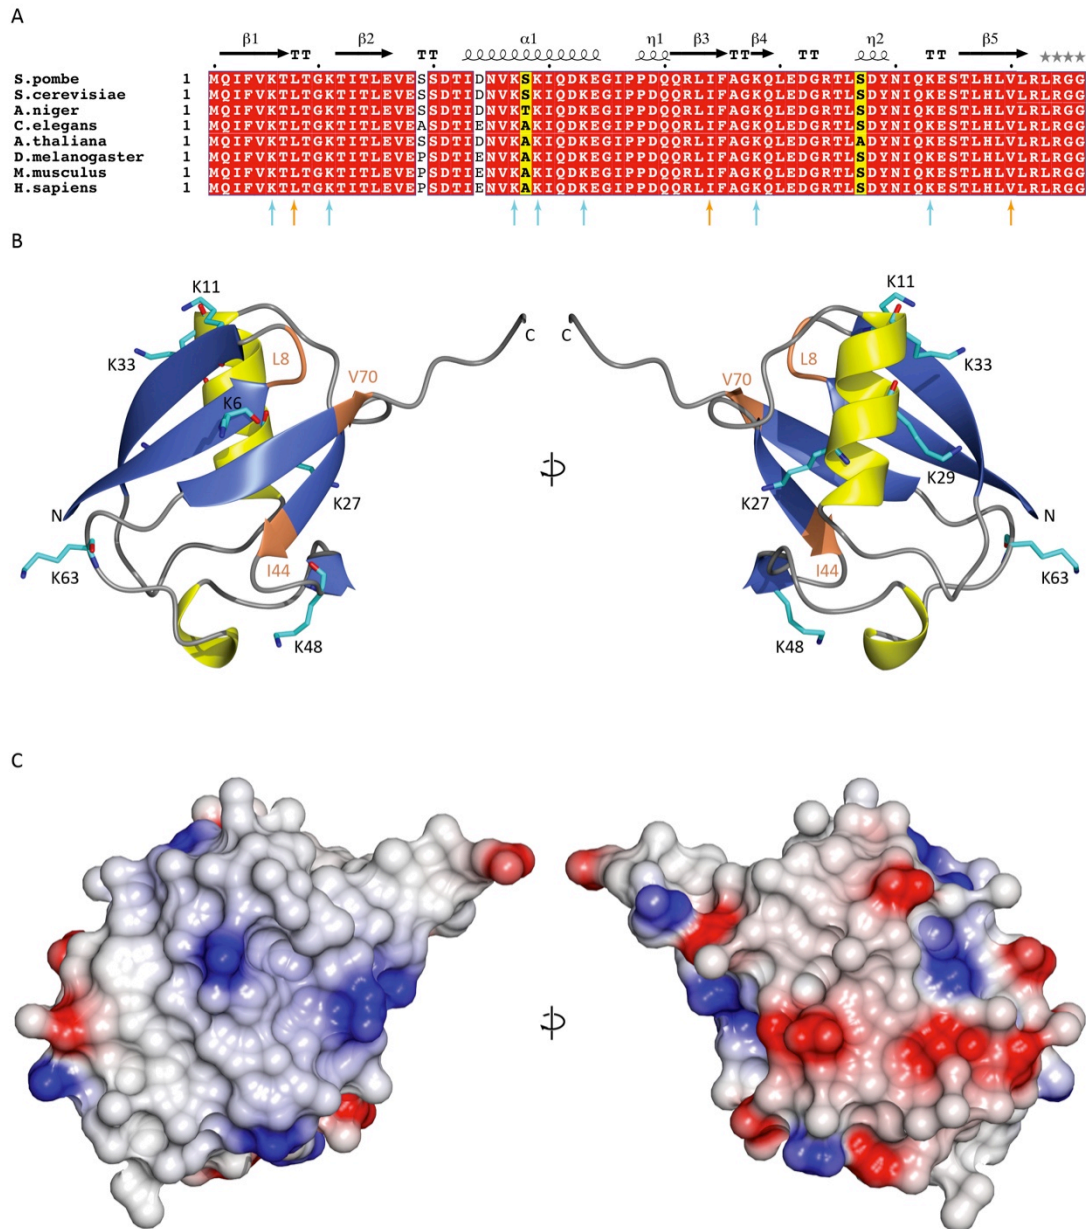 A
β1 TT β2 TT α1 η1 β3 TT β4 TT η2 TT β5
S.pombe 1 MQIFVKTLTGKTITLEVESSDTIDNVKSKIQDKEGIPPDQQRLIFAGKQLEDGRTLSDYNIQKESTLHLVLRLRGG
S.cerevisiae 1 MQIFVKTLTGKTITLEVESSDTIDNVKSKIQDKEGIPPDQQRLIFAGKQLEDGRTLSDYNIQKESTLHLVLRLRGG
A.niger 1 MQIFVKTLTGKTITLEVESSDTIDNVKTKIQDKEGIPPDQQRLIFAGKQLEDGRTLSDYNIQKESTLHLVLRLRGG
C.elegans 1 MQIFVKTLTGKTITLEVEASDTIENVKAKIQDKEGIPPDQQRLIFAGKQLEDGRTLSDYNIQKESTLHLVLRLRGG
A.thaliana 1 MQIFVKTLTGKTITLEVESSDTIDNVKAKIQDKEGIPPDQQRLIFAGKQLEDGRTLADYNIQKESTLHLVLRLRGG
D.melanogaster 1 MQIFVKTLTGKTITLEVEPSDTIENVKAKIQDKEGIPPDQQRLIFAGKQLEDGRTLSDYNIQKESTLHLVLRLRGG
M.musculus 1 MQIFVKTLTGKTITLEVEPSDTIENVKAKIQDKEGIPPDQQRLIFAGKQLEDGRTLSDYNIQKESTLHLVLRLRGG
H.sapiens 1 MQIFVKTLTGKTITLEVEPSDTIENVKAKIQDKEGIPPDQQRLIFAGKQLEDGRTLSDYNIQKESTLHLVLRLRGG
B
K11
K33
L8
K6
V70
C
K27
N
K63
I44
K48
C
K11
K33
L8
V70
K27
K29
N
I44
K63
K48
C